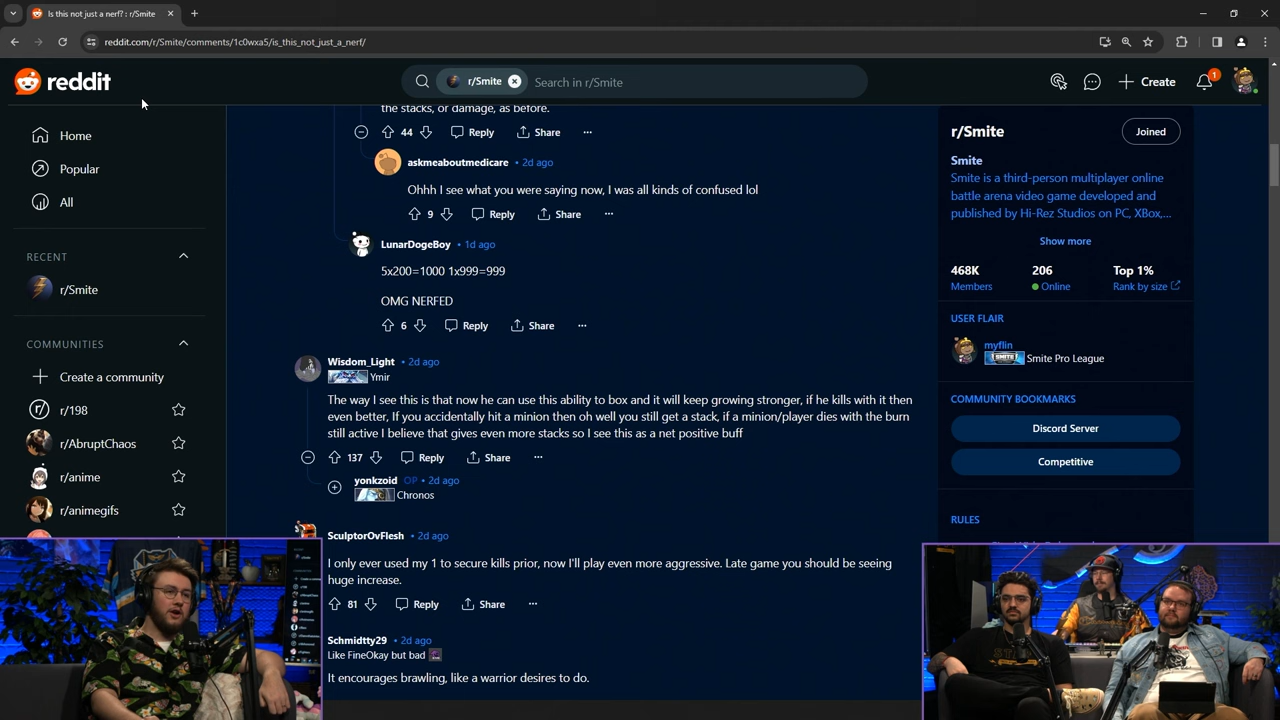 Is this not just a nerf? : r/Smite
reddit.com/r/Smite/comments/1c0wxa5/is_this_not_just_a_nerf/
reddit
r/Smite
Search in r/Smite
Create
1
Home
Popular
All
RECENT
r/Smite
COMMUNITIES
Create a community
r/198
r/AbruptChaos
r/anime
r/animegifs
the stacks, or damage, as before.
44 Reply Share
askmeaboutmedicare • 2d ago
Ohhh I see what you were saying now, I was all kinds of confused lol
9 Reply Share
LunarDogeBoy • 1d ago
5x200=1000 1x999=999
OMG NERFED
6 Reply Share
Wisdom_Light • 2d ago
Ymir
The way I see this is that now he can use this ability to box and it will keep growing stronger, if he kills with it then
even better, If you accidentally hit a minion then oh well you still get a stack, if a minion/player dies with the burn
still active I believe that gives even more stacks so I see this as a net positive buff
137 Reply Share
yonkzoid OP • 2d ago
Chronos
SculptorOvFlesh • 2d ago
I only ever used my 1 to secure kills prior, now I'll play even more aggressive. Late game you should be seeing
huge increase.
81 Reply Share
Schmidtty29 • 2d ago
Like FineOkay but bad
It encourages brawling, like a warrior desires to do.
r/Smite
Joined
Smite
Smite is a third-person multiplayer online
battle arena video game developed and
published by Hi-Rez Studios on PC, XBox,...
Show more
468K 206 Top 1%
Members Online Rank by size
USER FLAIR
myflin
SMITE Smite Pro League
COMMUNITY BOOKMARKS
Discord Server
Competitive
RULES